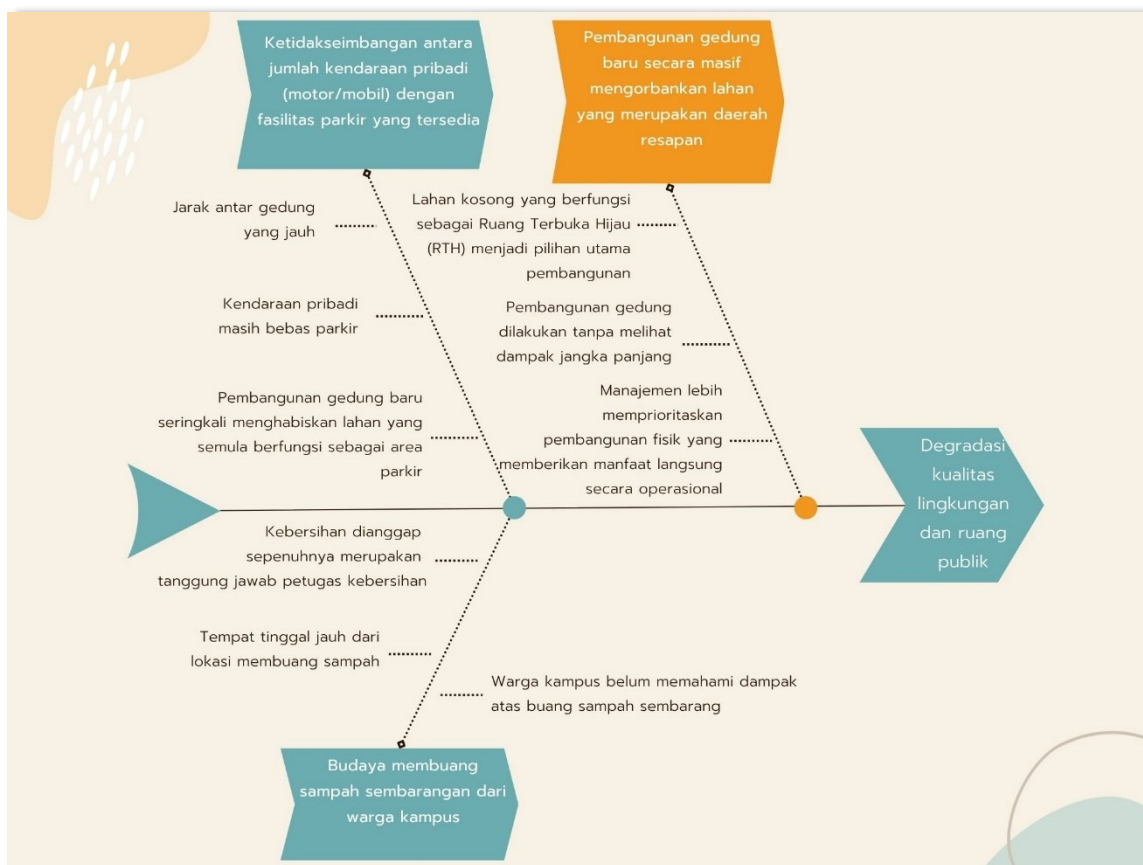 Ketidakseimbangan antara
jumlah kendaraan pribadi
(motor/mobil) dengan
fasilitas parkir yang tersedia
Pembangunan gedung
baru secara masif
mengorbankan lahan
yang merupakan daerah
resapan
Jarak antar gedung
yang jauh
Kendaraan pribadi
masih bebas parkir
Pembangunan gedung baru
seringkali menghabiskan lahan yang
semula berfungsi sebagai area
parkir
Lahan kosong yang berfungsi
sebagai Ruang Terbuka Hijau
(RTH) menjadi pilihan utama
pembangunan
Pembangunan gedung
dilakukan tanpa melihat
dampak jangka panjang
Manajemen lebih
memprioritaskan
pembangunan fisik yang
memberikan manfaat langsung
secara operasional
Degradasi
kualitas
lingkungan
dan ruang
publik
Kebersihan dianggap
sepenuhnya merupakan
tanggung jawab petugas kebersihan
Tempat tinggal jauh dari
lokasi membuang sampah
Warga kampus belum memahami dampak
atas buang sampah sembarang
Budaya membuang
sampah sembarangan dari
warga kampus